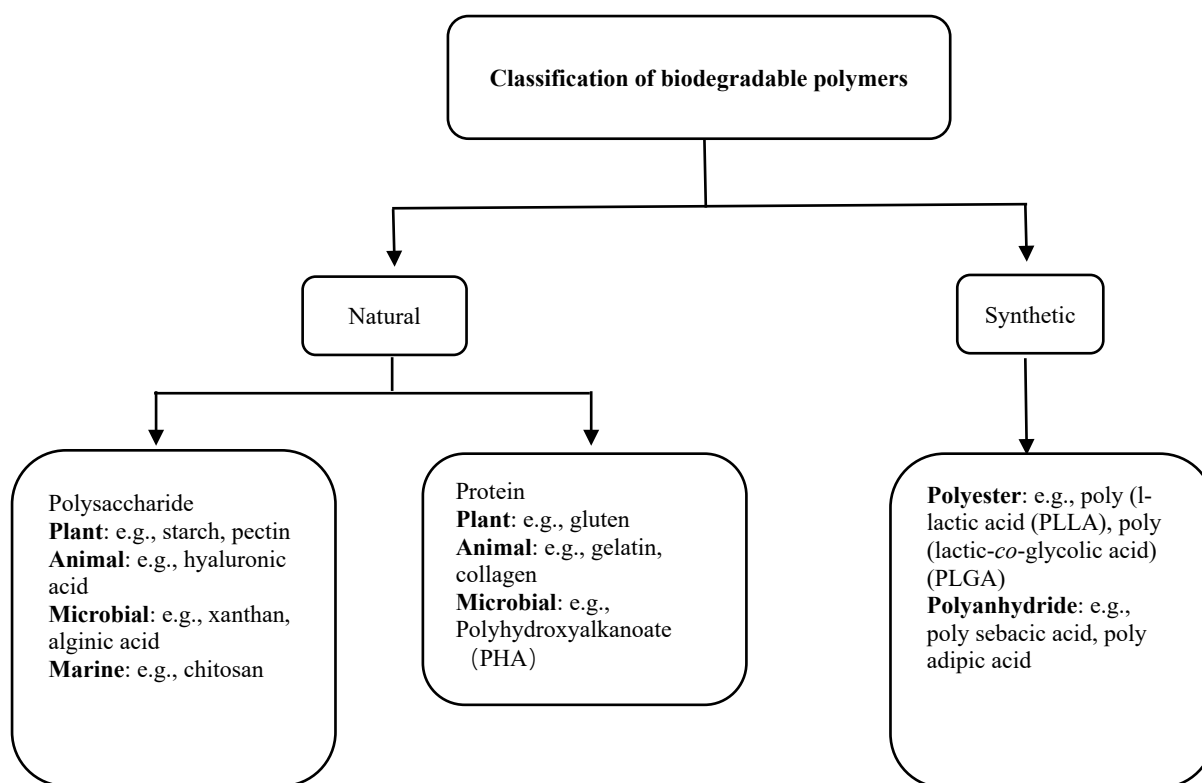 Classification of biodegradable polymers
Natural
Synthetic
Polysaccharide
Plant: e.g., starch, pectin
Animal: e.g., hyaluronic
acid
Microbial: e.g., xanthan,
alginic acid
Marine: e.g., chitosan
Protein
Plant: e.g., gluten
Animal: e.g., gelatin,
collagen
Microbial: e.g.,
Polyhydroxyalkanoate
（PHA）
Polyester: e.g., poly (l-
lactic acid (PLLA), poly
(lactic-co-glycolic acid)
(PLGA)
Polyanhydride: e.g.,
poly sebacic acid, poly
adipic acid